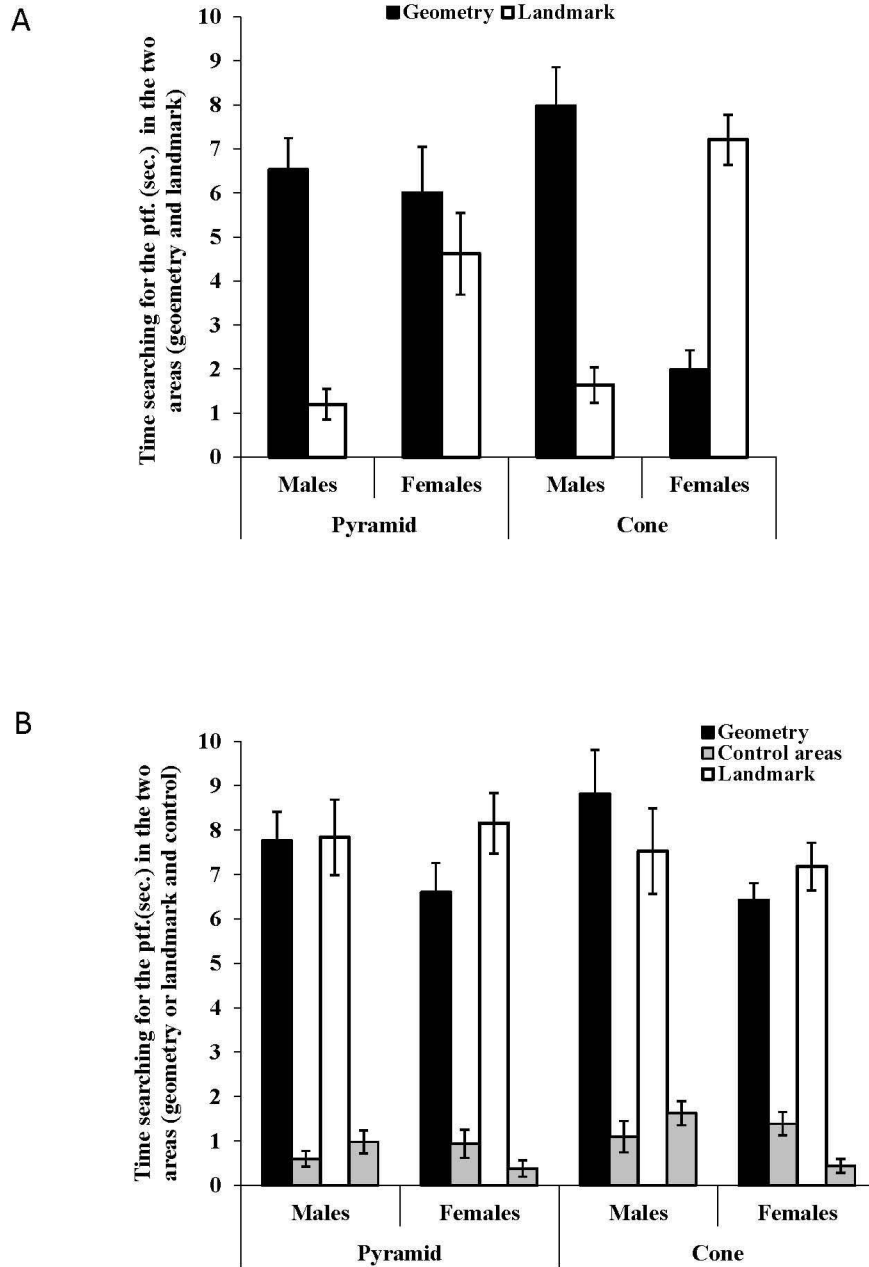 A
Geometry Landmark
Time searching for the ptf. (sec.) in the two
areas (geoemetry and landmark)
10
9
8
7
6
5
4
3
2
1
0
Males Females Males Females
Pyramid Cone
B
Geometry
Control areas
Landmark
Time searching for the ptf.(sec.) in the two
areas (geometry or landmark and control)
10
9
8
7
6
5
4
3
2
1
0
Males Females Males Females
Pyramid Cone